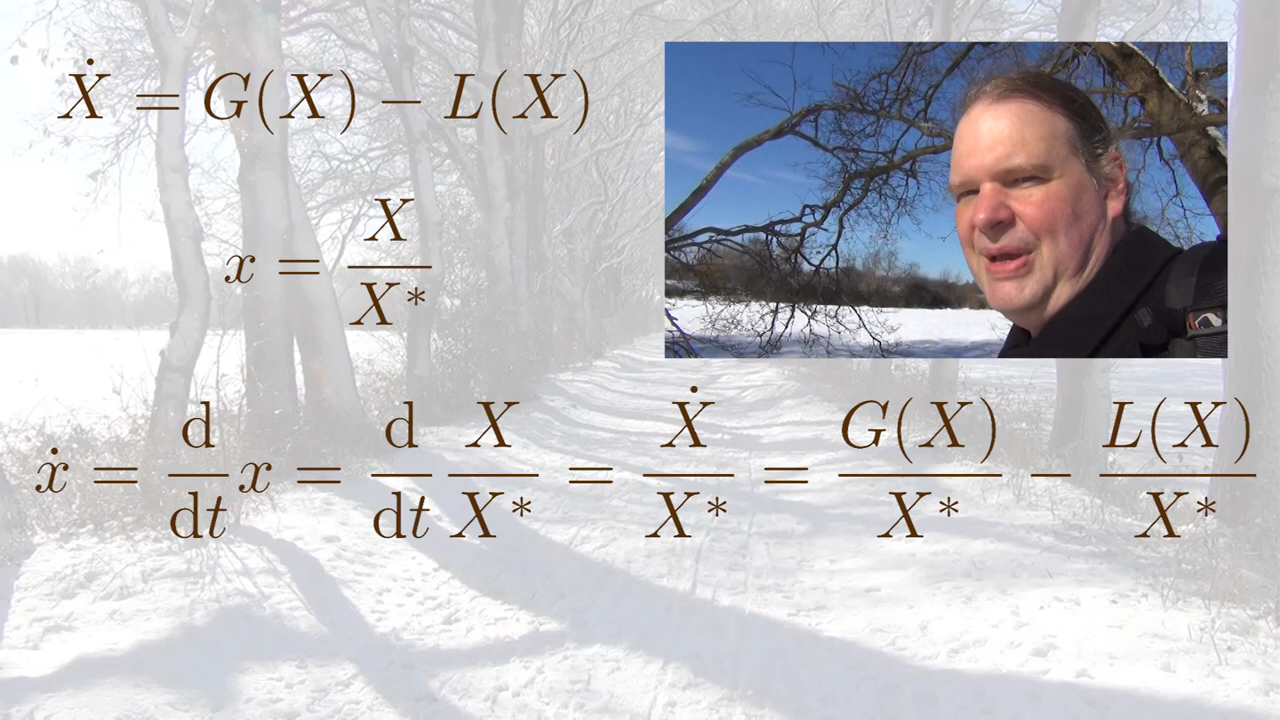 Ẋ = G(X) − L(X)
x = X/X*
ẋ = d/dt x = d/dt X/X* = Ẋ/X* = G(X)/X* − L(X)/X*